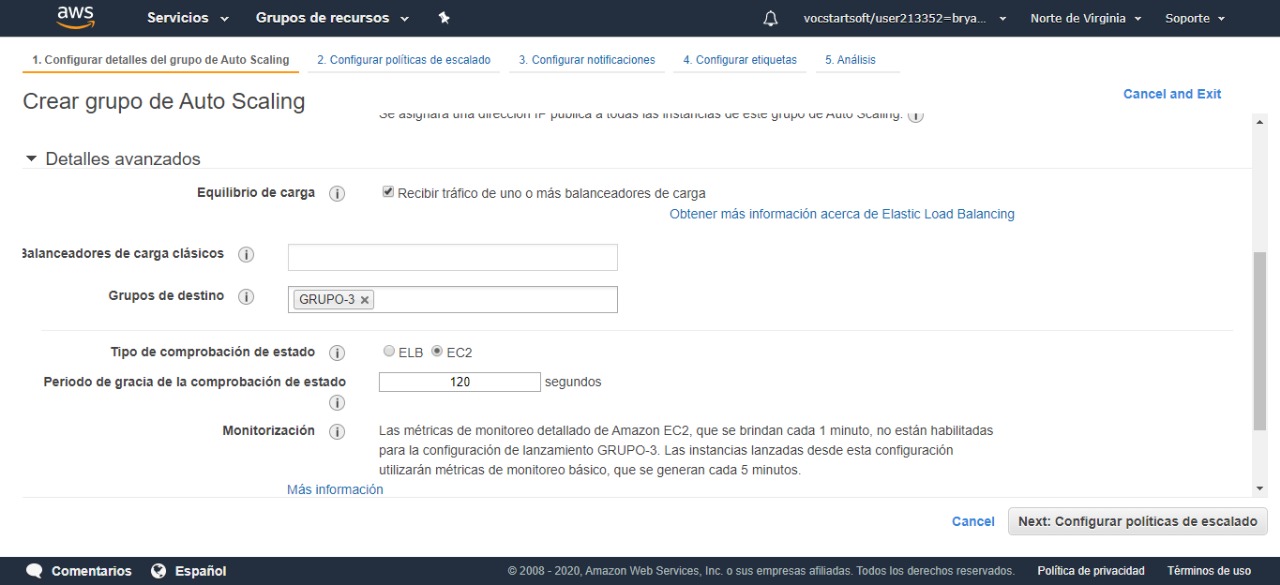 aws
Servicios
Grupos de recursos
vocstartsoft/user213352=brya...
Norte de Virginia
Soporte
1. Configurar detalles del grupo de Auto Scaling
2. Configurar políticas de escalado
3. Configurar notificaciones
4. Configurar etiquetas
5. Análisis
Crear grupo de Auto Scaling
Cancel and Exit
Se asignará una dirección IP pública a todas las instancias de este grupo de Auto Scaling.
Detalles avanzados
Equilibrio de carga
Recibir tráfico de uno o más balanceadores de carga
Obtener más información acerca de Elastic Load Balancing
Balanceadores de carga clásicos
Grupos de destino
GRUPO-3 ×
Tipo de comprobación de estado
ELB
EC2
Periodo de gracia de la comprobación de estado
120
segundos
Monitorización
Las métricas de monitoreo detallado de Amazon EC2, que se brindan cada 1 minuto, no están habilitadas
para la configuración de lanzamiento GRUPO-3. Las instancias lanzadas desde esta configuración
utilizarán métricas de monitoreo básico, que se generan cada 5 minutos.
Más información
Cancel
Next: Configurar políticas de escalado
Comentarios
Español
© 2008 - 2020, Amazon Web Services, Inc. o sus empresas afiliadas. Todos los derechos reservados.
Política de privacidad
Términos de uso